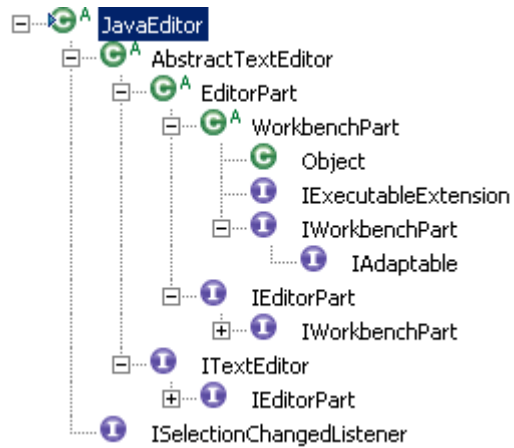 C A JavaEditor
C A AbstractTextEditor
C A EditorPart
C A WorkbenchPart
C Object
I IExecutableExtension
I IWorkbenchPart
I IAdaptable
I IEditorPart
I IWorkbenchPart
I ITextEditor
I IEditorPart
I ISelectionChangedListener